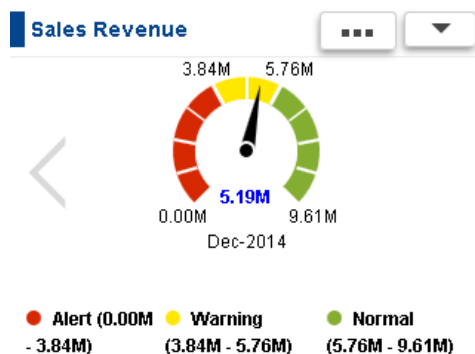 Sales Revenue
3.84M 5.76M
5.19M
0.00M 9.61M
Dec-2014
Alert (0.00M - 3.84M)
Warning (3.84M - 5.76M)
Normal (5.76M - 9.61M)